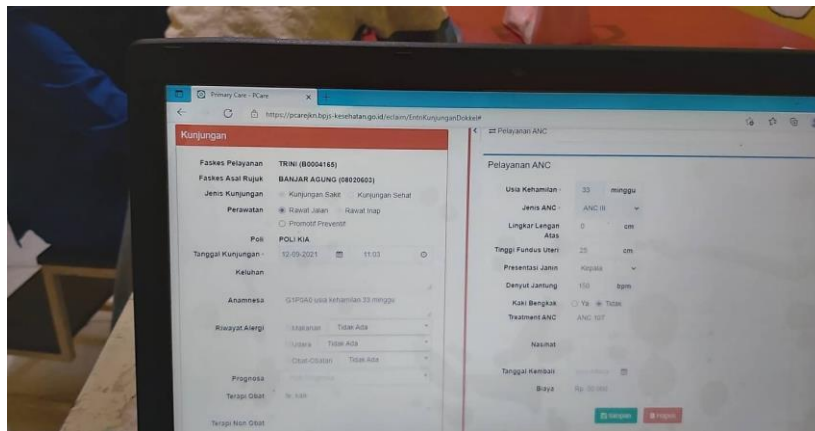 Primary Care - PCare
https://pcarejkn.bpjs-kesehatan.go.id/eclaim/EntriKunjunganDokkel#
Kunjungan
Faskes Pelayanan TRINI (B0004165)
Faskes Asal Rujuk BANJAR AGUNG (08020603)
Jenis Kunjungan Kunjungan Sakit Kunjungan Sehat
Perawatan Rawat Jalan Rawat Inap
Promotif Preventif
Poli POLI KIA
Tanggal Kunjungan 12-09-2021 11:03
Keluhan
Anamnesa G1P0A0 usia kehamilan 33 minggu
Riwayat Alergi Makanan Tidak Ada
Udara Tidak Ada
Obat-Obatan Tidak Ada
Prognosa
Terapi Obat
Terapi Non Obat
Pelayanan ANC
Pelayanan ANC
Usia Kehamilan 33 minggu
Jenis ANC ANC III
Lingkar Lengan Atas 0 cm
Tinggi Fundus Uteri 25 cm
Presentasi Janin Kepala
Denyut Jantung bpm
Kaki Bengkak Ya Tidak
Treatment ANC ANC 107
Nasihat
Tanggal Kembali
Biaya Rp.
Simpan Hapus